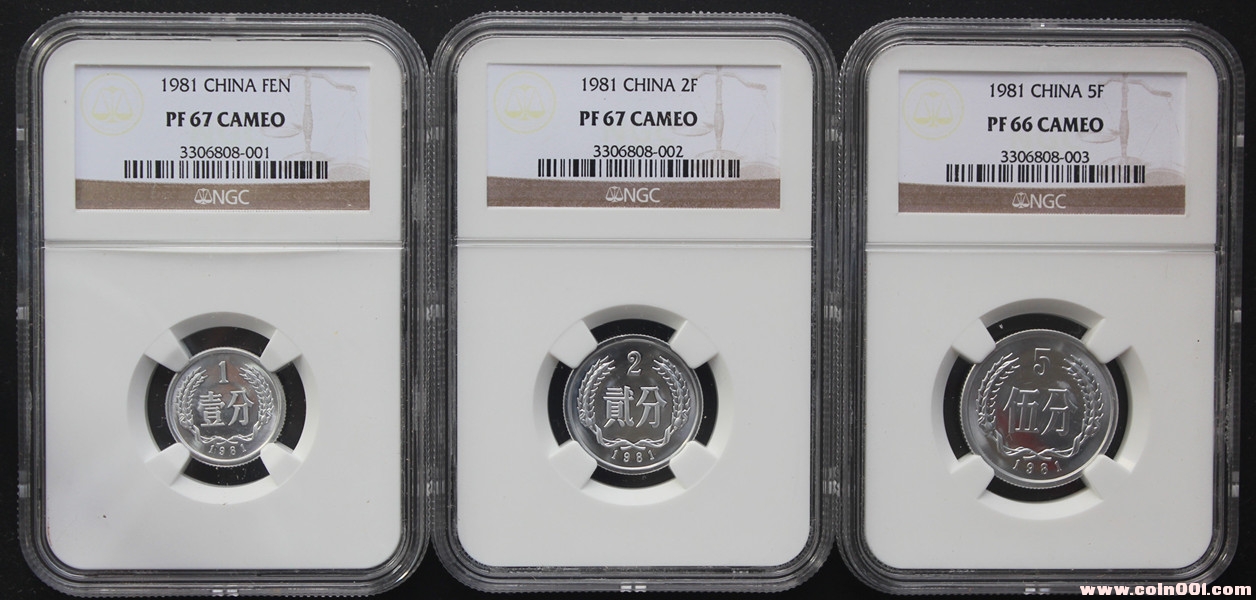 1981 CHINA FEN
PF 67 CAMEO
3306808-001
NGC
1
壹分
1981
1981 CHINA 2F
PF 67 CAMEO
3306808-002
NGC
2
貳分
1981
1981 CHINA 5F
PF 66 CAMEO
3306808-003
NGC
5
伍分
1981
www.coin001.com